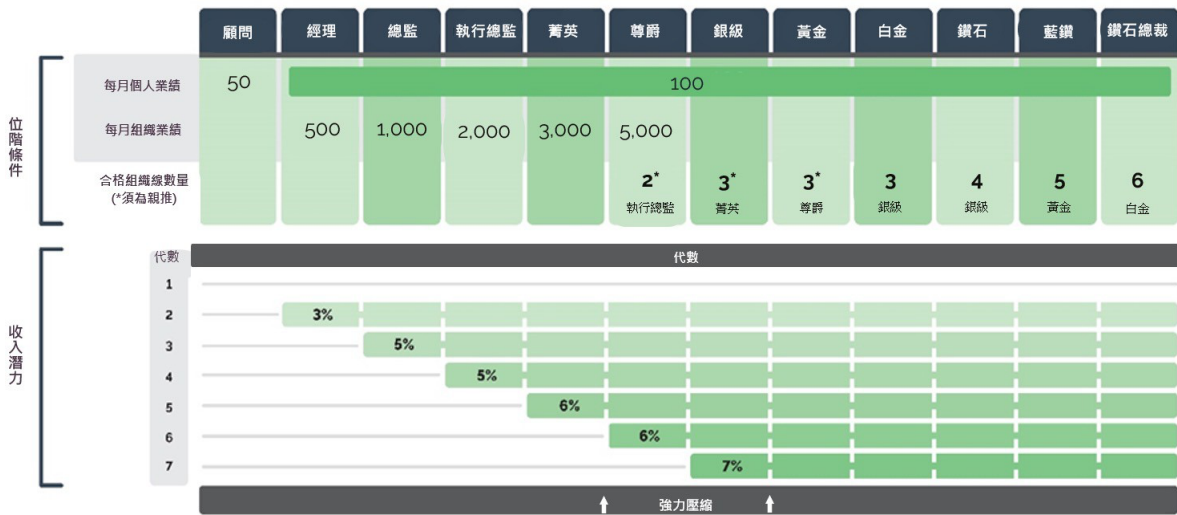 顧問 經理 總監 執行總監 菁英 尊爵 銀級 黃金 白金 鑽石 藍鑽 鑽石總裁
位階條件
每月個人業績 50 100
每月組織業績 500 1,000 2,000 3,000 5,000
合格組織線數量 2* 3* 3* 3 4 5 6
(*須為親推) 執行總監 菁英 尊爵 銀級 銀級 黃金 白金
代數 代數
收入潛力
1
2 3%
3 5%
4 5%
5 6%
6 6%
7 7%
強力壓縮